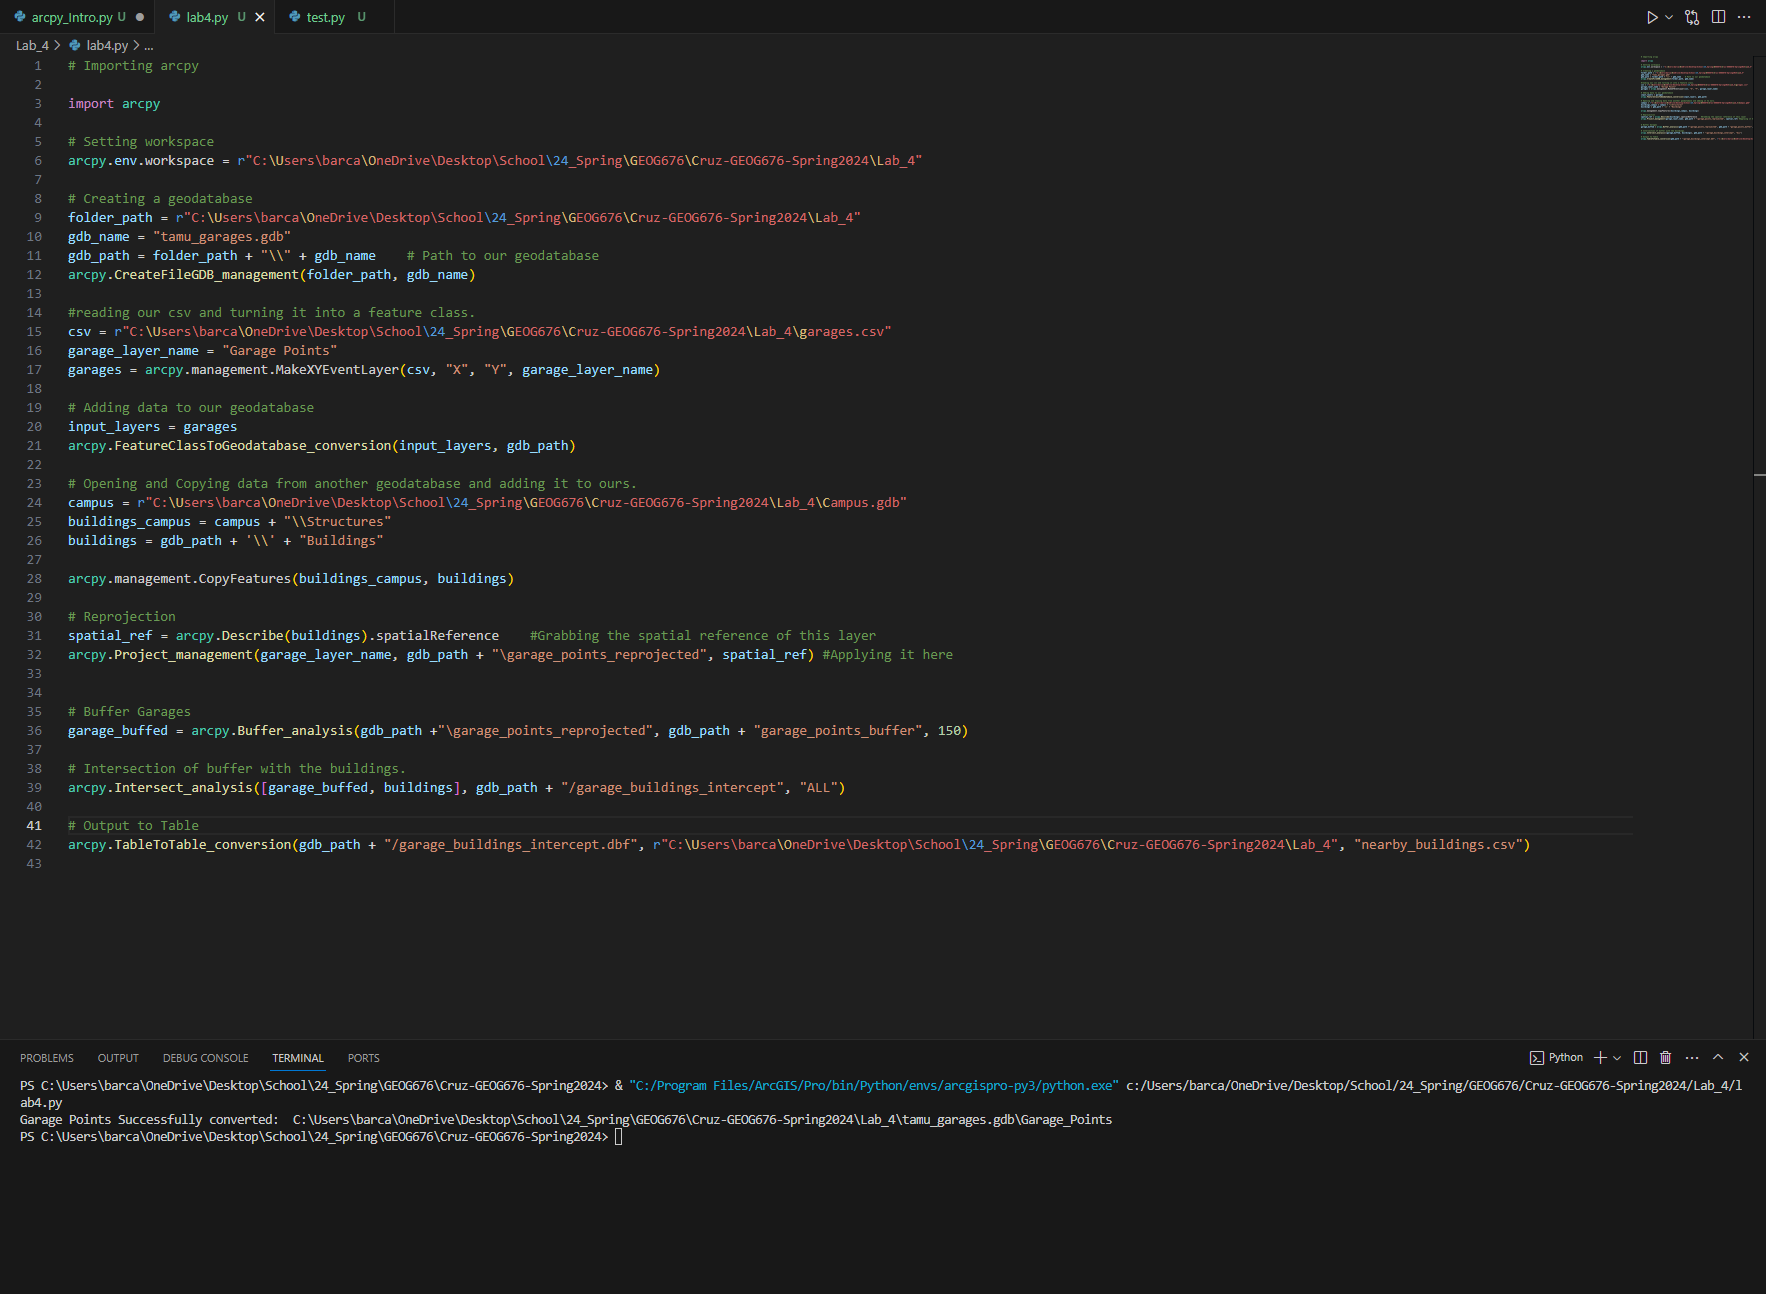 arcpy_Intro.py U
lab4.py U
test.py U
Lab_4 > lab4.py > ...
1 # Importing arcpy
2
3 import arcpy
4
5 # Setting workspace
6 arcpy.env.workspace = r"C:\Users\barca\OneDrive\Desktop\School\24_Spring\GEOG676\Cruz-GEOG676-Spring2024\Lab_4"
7
8 # Creating a geodatabase
9 folder_path = r"C:\Users\barca\OneDrive\Desktop\School\24_Spring\GEOG676\Cruz-GEOG676-Spring2024\Lab_4"
10 gdb_name = "tamu_garages.gdb"
11 gdb_path = folder_path + "\\" + gdb_name    # Path to our geodatabase
12 arcpy.CreateFileGDB_management(folder_path, gdb_name)
13
14 #reading our csv and turning it into a feature class.
15 csv = r"C:\Users\barca\OneDrive\Desktop\School\24_Spring\GEOG676\Cruz-GEOG676-Spring2024\Lab_4\garages.csv"
16 garage_layer_name = "Garage Points"
17 garages = arcpy.management.MakeXYEventLayer(csv, "X", "Y", garage_layer_name)
18
19 # Adding data to our geodatabase
20 input_layers = garages
21 arcpy.FeatureClassToGeodatabase_conversion(input_layers, gdb_path)
22
23 # Opening and Copying data from another geodatabase and adding it to ours.
24 campus = r"C:\Users\barca\OneDrive\Desktop\School\24_Spring\GEOG676\Cruz-GEOG676-Spring2024\Lab_4\Campus.gdb"
25 buildings_campus = campus + "\\Structures"
26 buildings = gdb_path + '\\' + "Buildings"
27
28 arcpy.management.CopyFeatures(buildings_campus, buildings)
29
30 # Reprojection
31 spatial_ref = arcpy.Describe(buildings).spatialReference    #Grabbing the spatial reference of this layer
32 arcpy.Project_management(garage_layer_name, gdb_path + "\garage_points_reprojected", spatial_ref) #Applying it here
33
34
35 # Buffer Garages
36 garage_buffed = arcpy.Buffer_analysis(gdb_path +"\garage_points_reprojected", gdb_path + "garage_points_buffer", 150)
37
38 # Intersection of buffer with the buildings.
39 arcpy.Intersect_analysis([garage_buffed, buildings], gdb_path + "/garage_buildings_intercept", "ALL")
40
41 # Output to Table
42 arcpy.TableToTable_conversion(gdb_path + "/garage_buildings_intercept.dbf", r"C:\Users\barca\OneDrive\Desktop\School\24_Spring\GEOG676\Cruz-GEOG676-Spring2024\Lab_4", "nearby_buildings.csv")
43
PROBLEMS OUTPUT DEBUG CONSOLE TERMINAL PORTS
Python
PS C:\Users\barca\OneDrive\Desktop\School\24_Spring\GEOG676\Cruz-GEOG676-Spring2024> & "C:/Program Files/ArcGIS/Pro/bin/Python/envs/arcgispro-py3/python.exe" c:/Users/barca/OneDrive/Desktop/School/24_Spring/GEOG676/Cruz-GEOG676-Spring2024/Lab_4/l
ab4.py
Garage Points Successfully converted:  C:\Users\barca\OneDrive\Desktop\School\24_Spring\GEOG676\Cruz-GEOG676-Spring2024\Lab_4\tamu_garages.gdb\Garage_Points
PS C:\Users\barca\OneDrive\Desktop\School\24_Spring\GEOG676\Cruz-GEOG676-Spring2024>